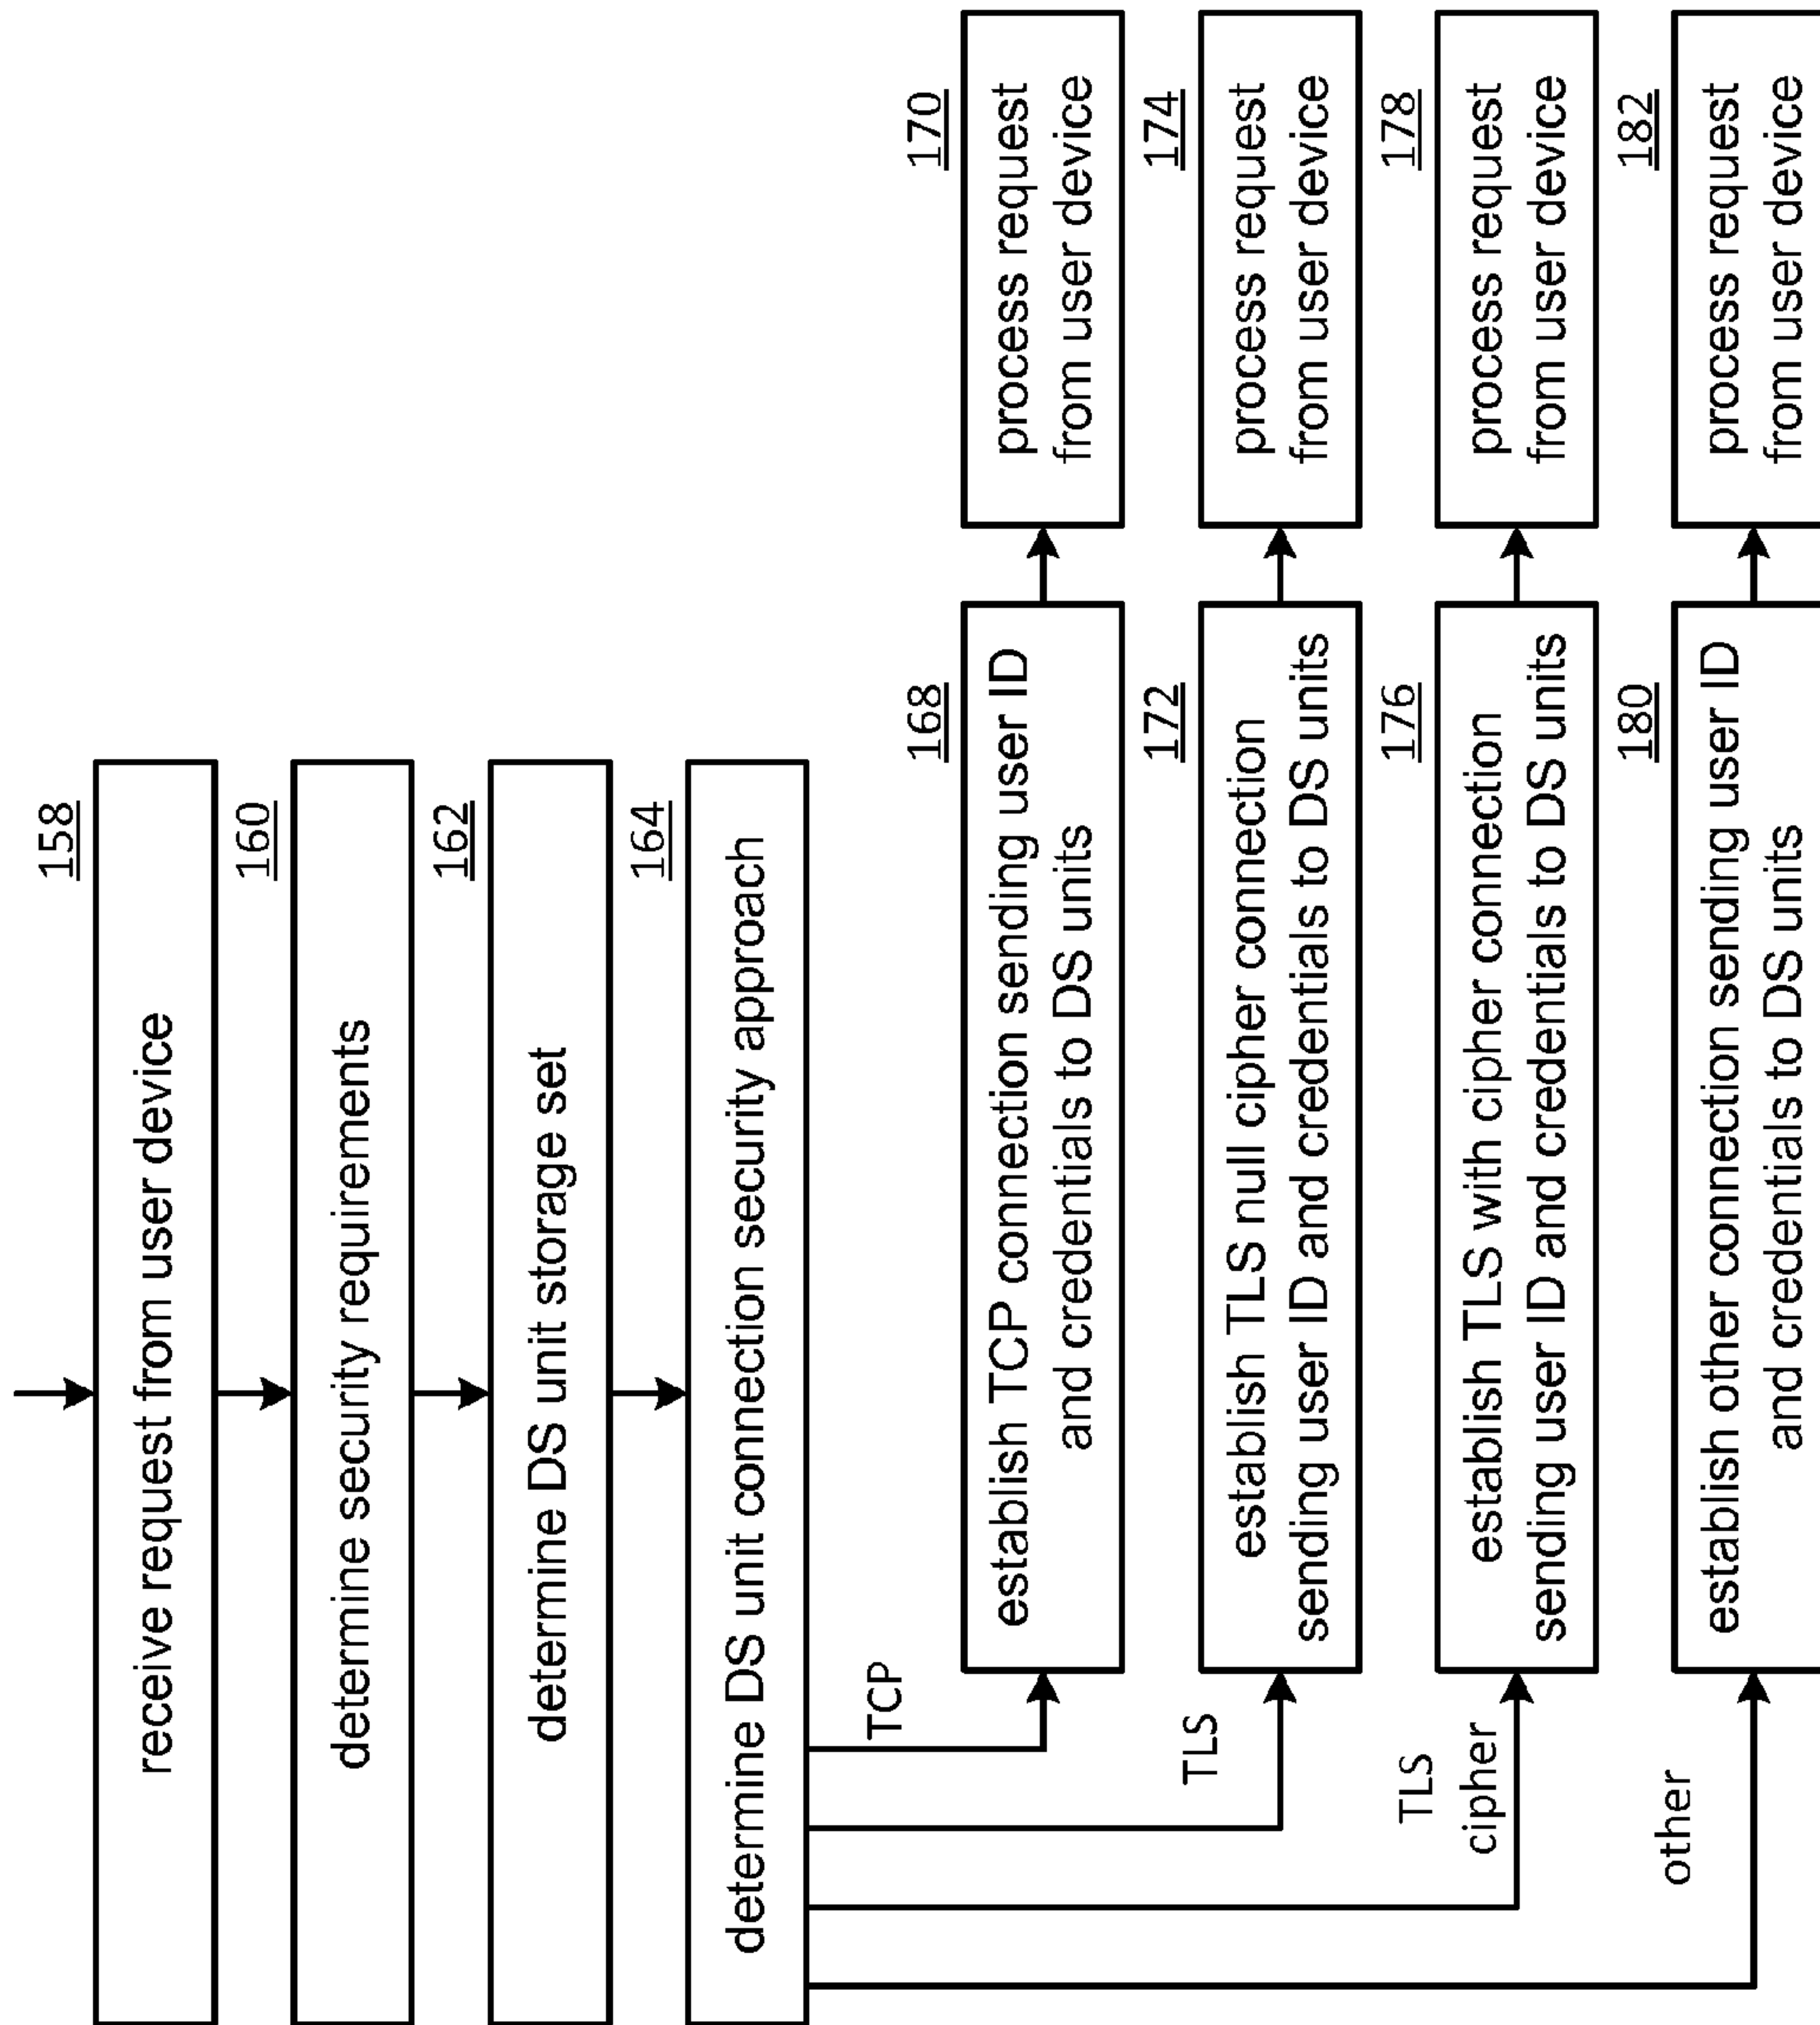 158
receive request from user device
160
determine security requirements
162
determine DS unit storage set
164
determine DS unit connection security approach
TCP
168
establish TCP connection sending user ID
and credentials to DS units
170
process request
from user device
TLS
172
establish TLS null cipher connection
sending user ID and credentials to DS units
174
process request
from user device
TLS
cipher
176
establish TLS with cipher connection
sending user ID and credentials to DS units
178
process request
from user device
other
180
establish other connection sending user ID
and credentials to DS units
182
process request
from user device